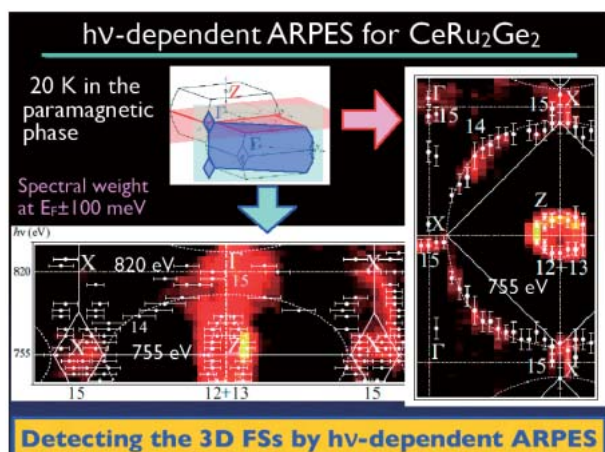 hν-dependent ARPES for CeRu₂Ge₂
20 K in the
paramagnetic
phase
Z
Γ
Γ
Spectral weight
at E_F±100 meV
hν (eV)
820
755
X
820 eV
Γ
15
14
755 eV
X
Z
X
X
15
12+13
15
Γ
15
15
X
14
Z
X
15
12+13
755 eV
X
15
Γ
Detecting the 3D FSs by hν-dependent ARPES